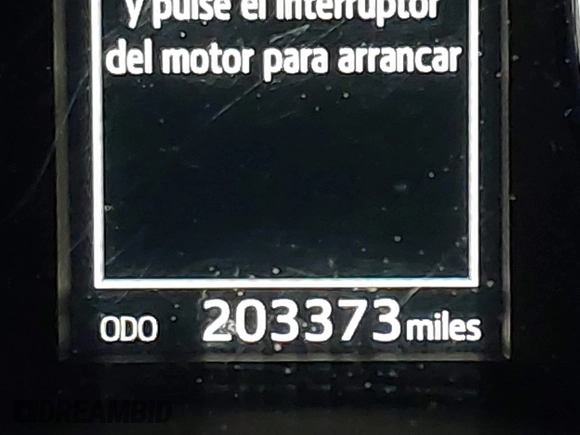 y pulse el interruptor
del motor para arrancar
ODO 203373 miles
DREAMBID